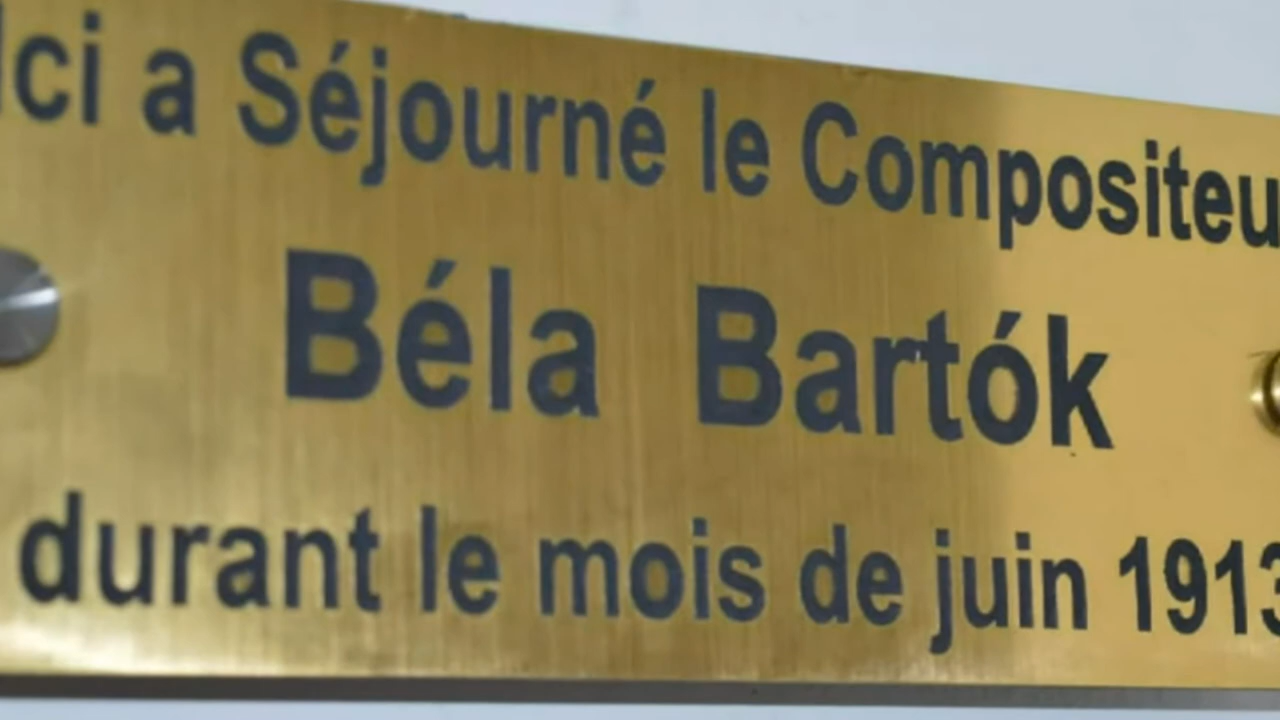 Ici a Séjourné le Compositeu
Béla Bartók
durant le mois de juin 1913